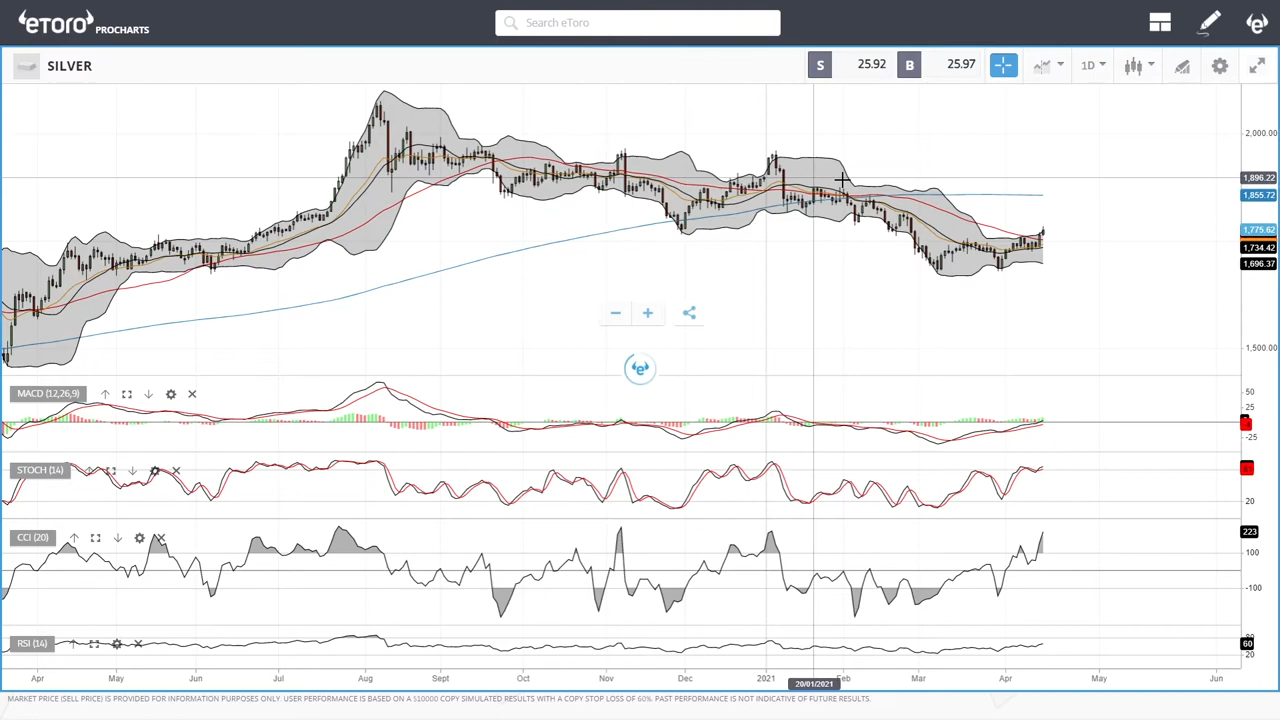 eTORO PROCHARTS
Search eToro
SILVER
S 25.92 B 25.97
1D
2,000.00
1,896.22
1,855.72
1,775.62
1,734.42
1,696.37
1,500.00
MACD (12,26,9)
50
25
-25
STOCH (14)
20
CCI (20)
223
100
-100
RSI (14)
60
20
Apr May Jun Jul Aug Sep Oct Nov Dec 2021 Feb Mar Apr May Jun
20/01/2021
MARKET PRICE (SELL PRICE) IS PROVIDED FOR INFORMATION PURPOSES ONLY. USER PERFORMANCE IS BASED ON A $10000 COPY SIMULATED RESULTS WITH A COPY STOP LOSS OF 60%. PAST PERFORMANCE IS NOT INDICATIVE OF FUTURE RESULTS.